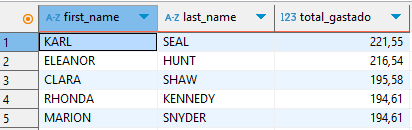 A-Z first_name A-Z last_name 123 total_gastado
1 KARL SEAL 221,55
2 ELEANOR HUNT 216,54
3 CLARA SHAW 195,58
4 RHONDA KENNEDY 194,61
5 MARION SNYDER 194,61